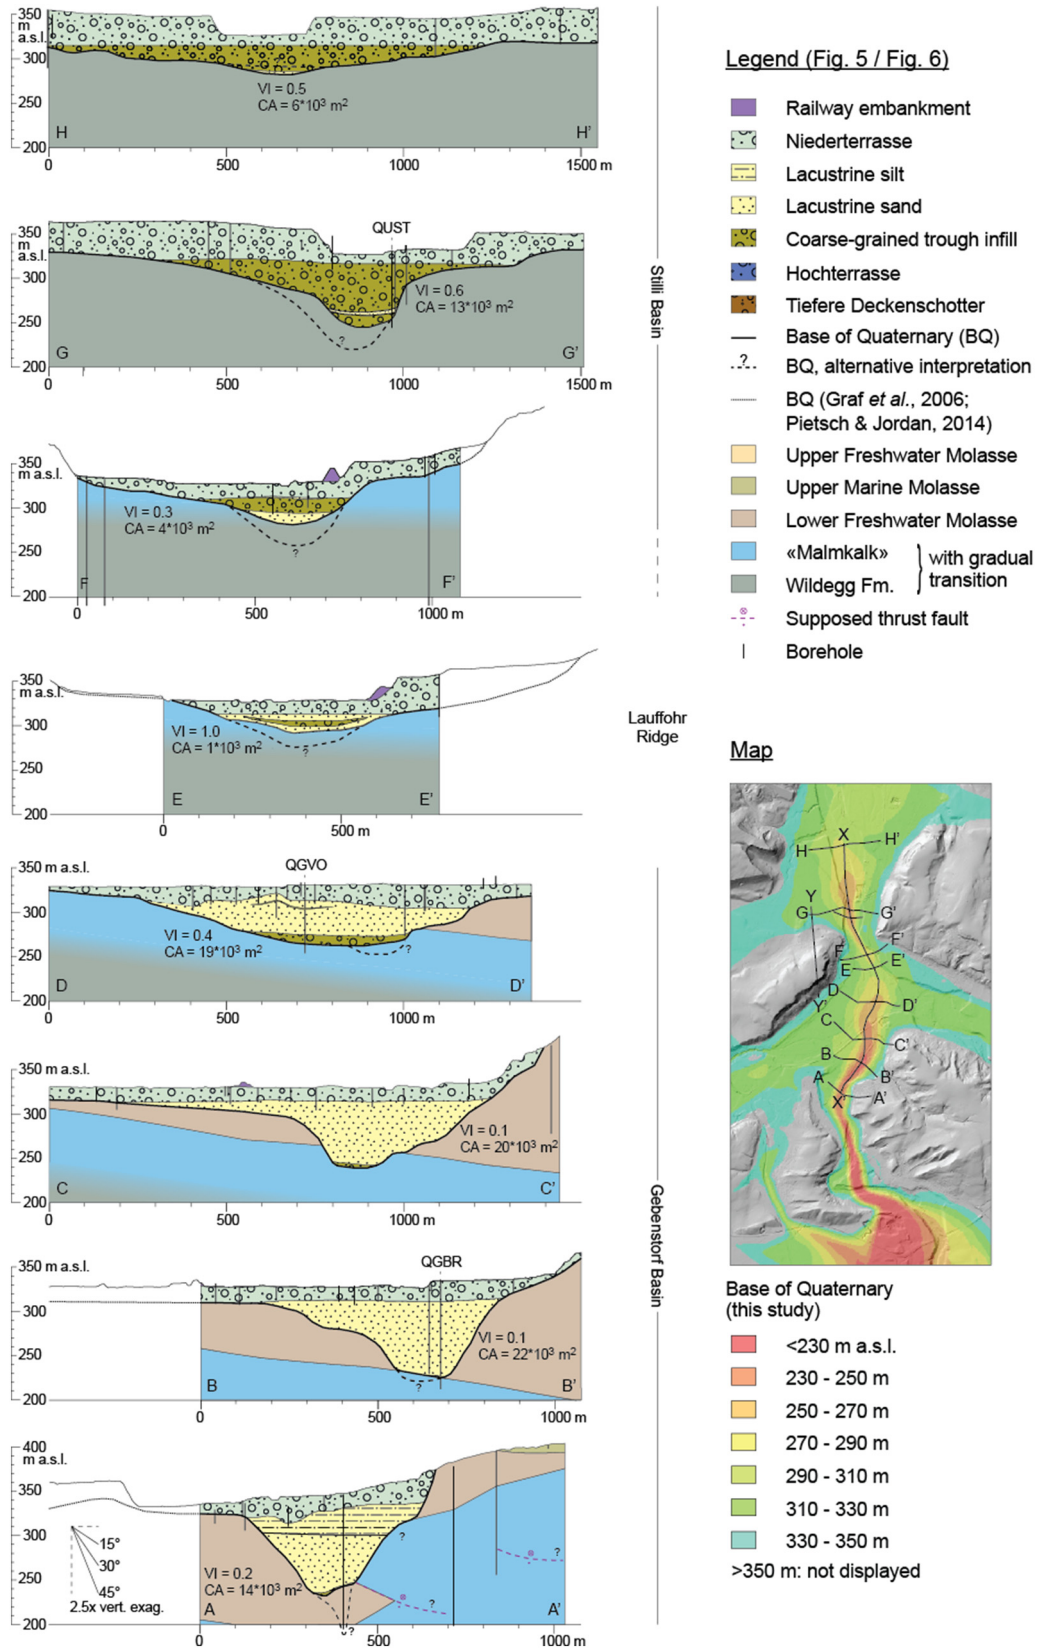 350
m
a.s.l.
300
250
200
VI = 0.5
CA = 6*10³ m²
H
H'
0
500
1000
1500 m
350
m
a.s.l.
300
250
200
QUST
VI = 0.6
CA = 13*10³ m²
?
G
G'
0
500
1000
1500 m
Stilli Basin
350
m a.s.l.
300
250
200
VI = 0.3
CA = 4*10³ m²
?
F
F'
0
500
1000 m
350
m a.s.l.
300
250
200
VI = 1.0
CA = 1*10³ m²
?
E
E'
0
500 m
Lauffohr
Ridge
350 m a.s.l.
300
250
200
QGVO
VI = 0.4
CA = 19*10³ m²
?
D
D'
0
500
1000 m
350 m a.s.l.
300
250
200
VI = 0.1
CA = 20*10³ m²
C
C'
0
500
1000 m
Gebenstorf Basin
350 m a.s.l.
300
250
200
QGBR
VI = 0.1
CA = 22*10³ m²
?
B
B'
0
500
1000 m
400
m a.s.l.
350
300
250
200
15°
30°
45°
2.5x vert. exag.
VI = 0.2
CA = 14*10³ m²
?
?
?
?
A
A'
0
500
1000 m
Legend (Fig. 5 / Fig. 6)
Railway embankment
Niederterrasse
Lacustrine silt
Lacustrine sand
Coarse-grained trough infill
Hochterrasse
Tiefere Deckenschotter
Base of Quaternary (BQ)
? BQ, alternative interpretation
BQ (Graf et al., 2006;
Pietsch & Jordan, 2014)
Upper Freshwater Molasse
Upper Marine Molasse
Lower Freshwater Molasse
«Malmkalk»
Wildegg Fm.
with gradual
transition
Supposed thrust fault
Borehole
Map
X
H
H'
Y
G
G'
F
F'
E
E'
D
D'
Y'
C
C'
B
B'
A
A'
X'
Base of Quaternary
(this study)
<230 m a.s.l.
230 - 250 m
250 - 270 m
270 - 290 m
290 - 310 m
310 - 330 m
330 - 350 m
>350 m: not displayed